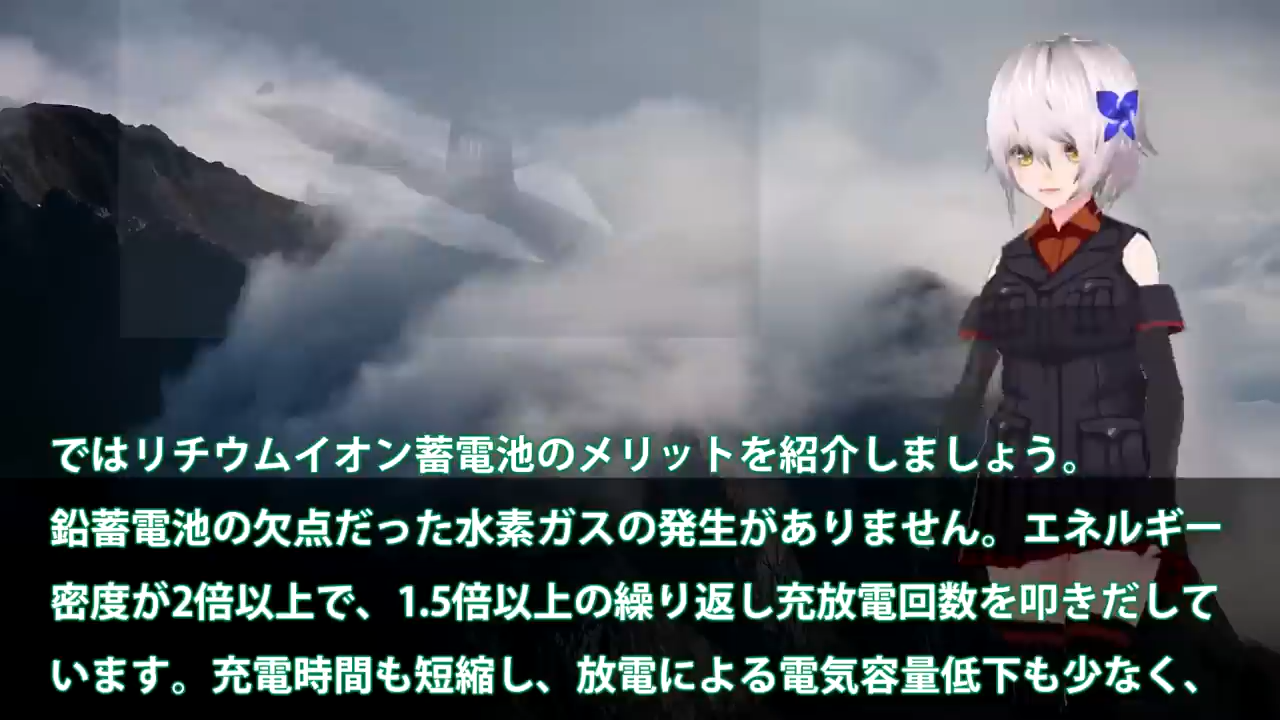 ではリチウムイオン蓄電池のメリットを紹介しましょう。
鉛蓄電池の欠点だった水素ガスの発生がありません。エネルギー
密度が2倍以上で、1.5倍以上の繰り返し充放電回数を叩きだして
います。充電時間も短縮し、放電による電気容量低下も少なく、